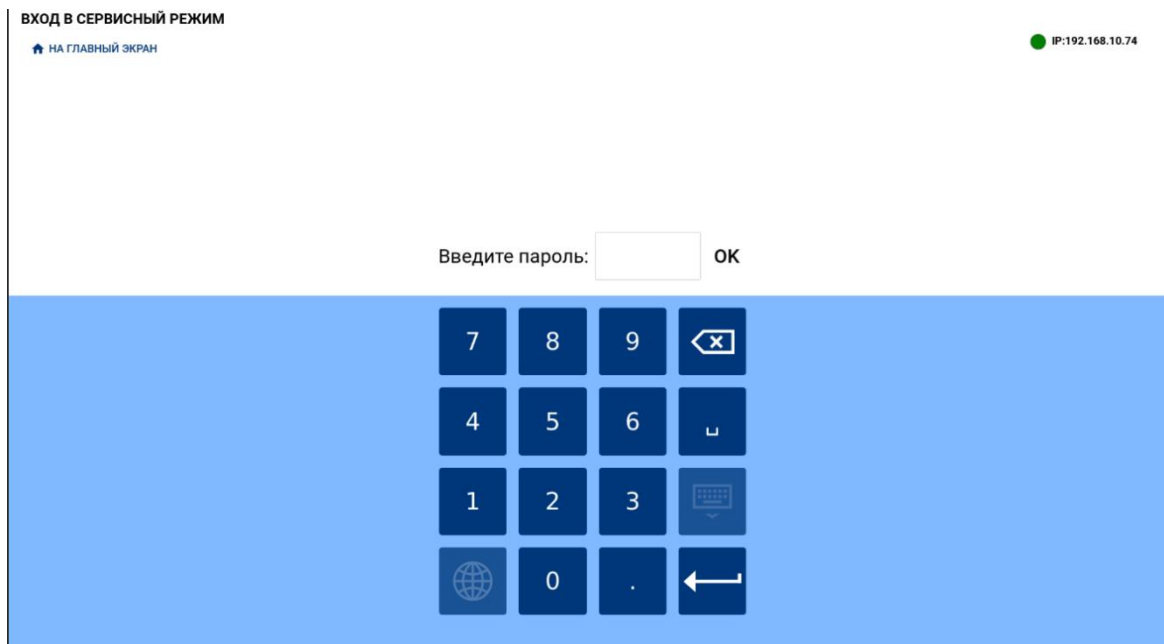 ВХОД В СЕРВИСНЫЙ РЕЖИМ
НА ГЛАВНЫЙ ЭКРАН
IP:192.168.10.74
Введите пароль:
OK
7 8 9
4 5 6
1 2 3
0 .